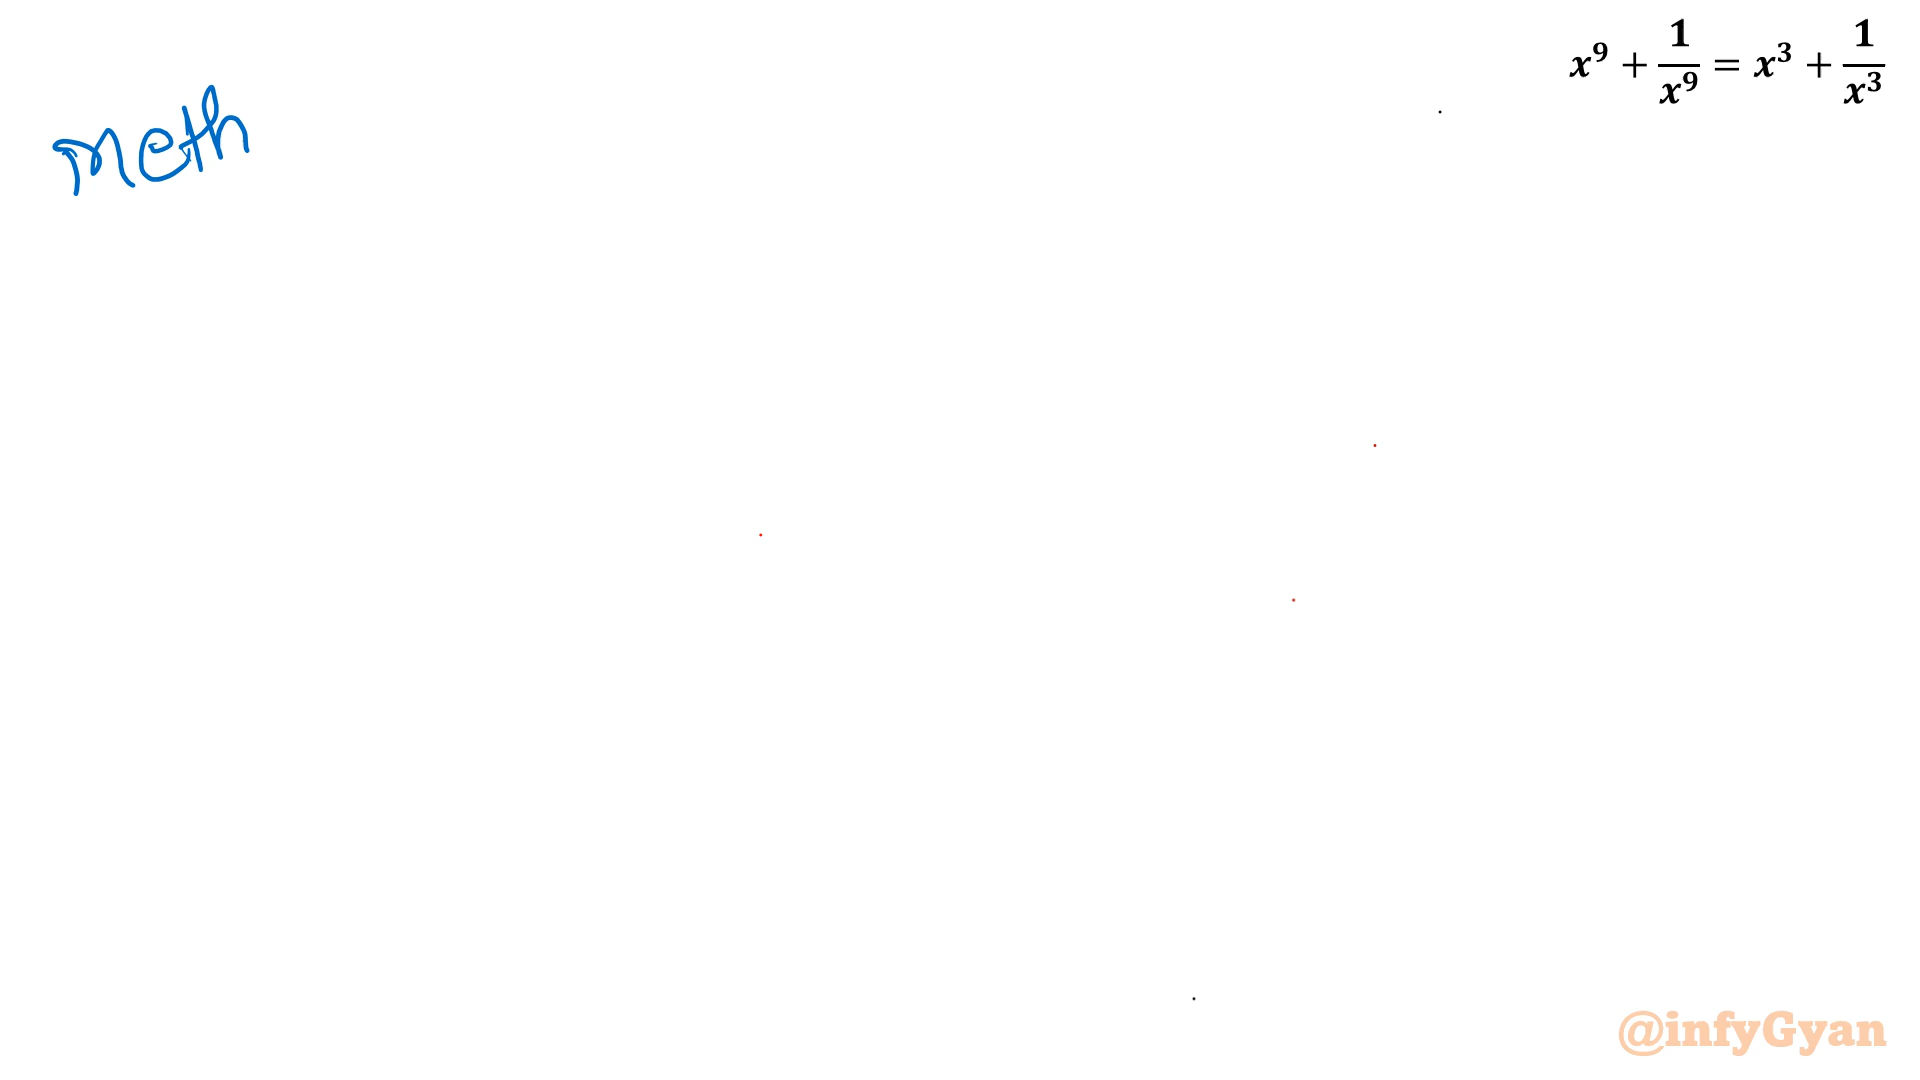 x⁹ + 1/x⁹ = x³ + 1/x³
meth
@infyGyan